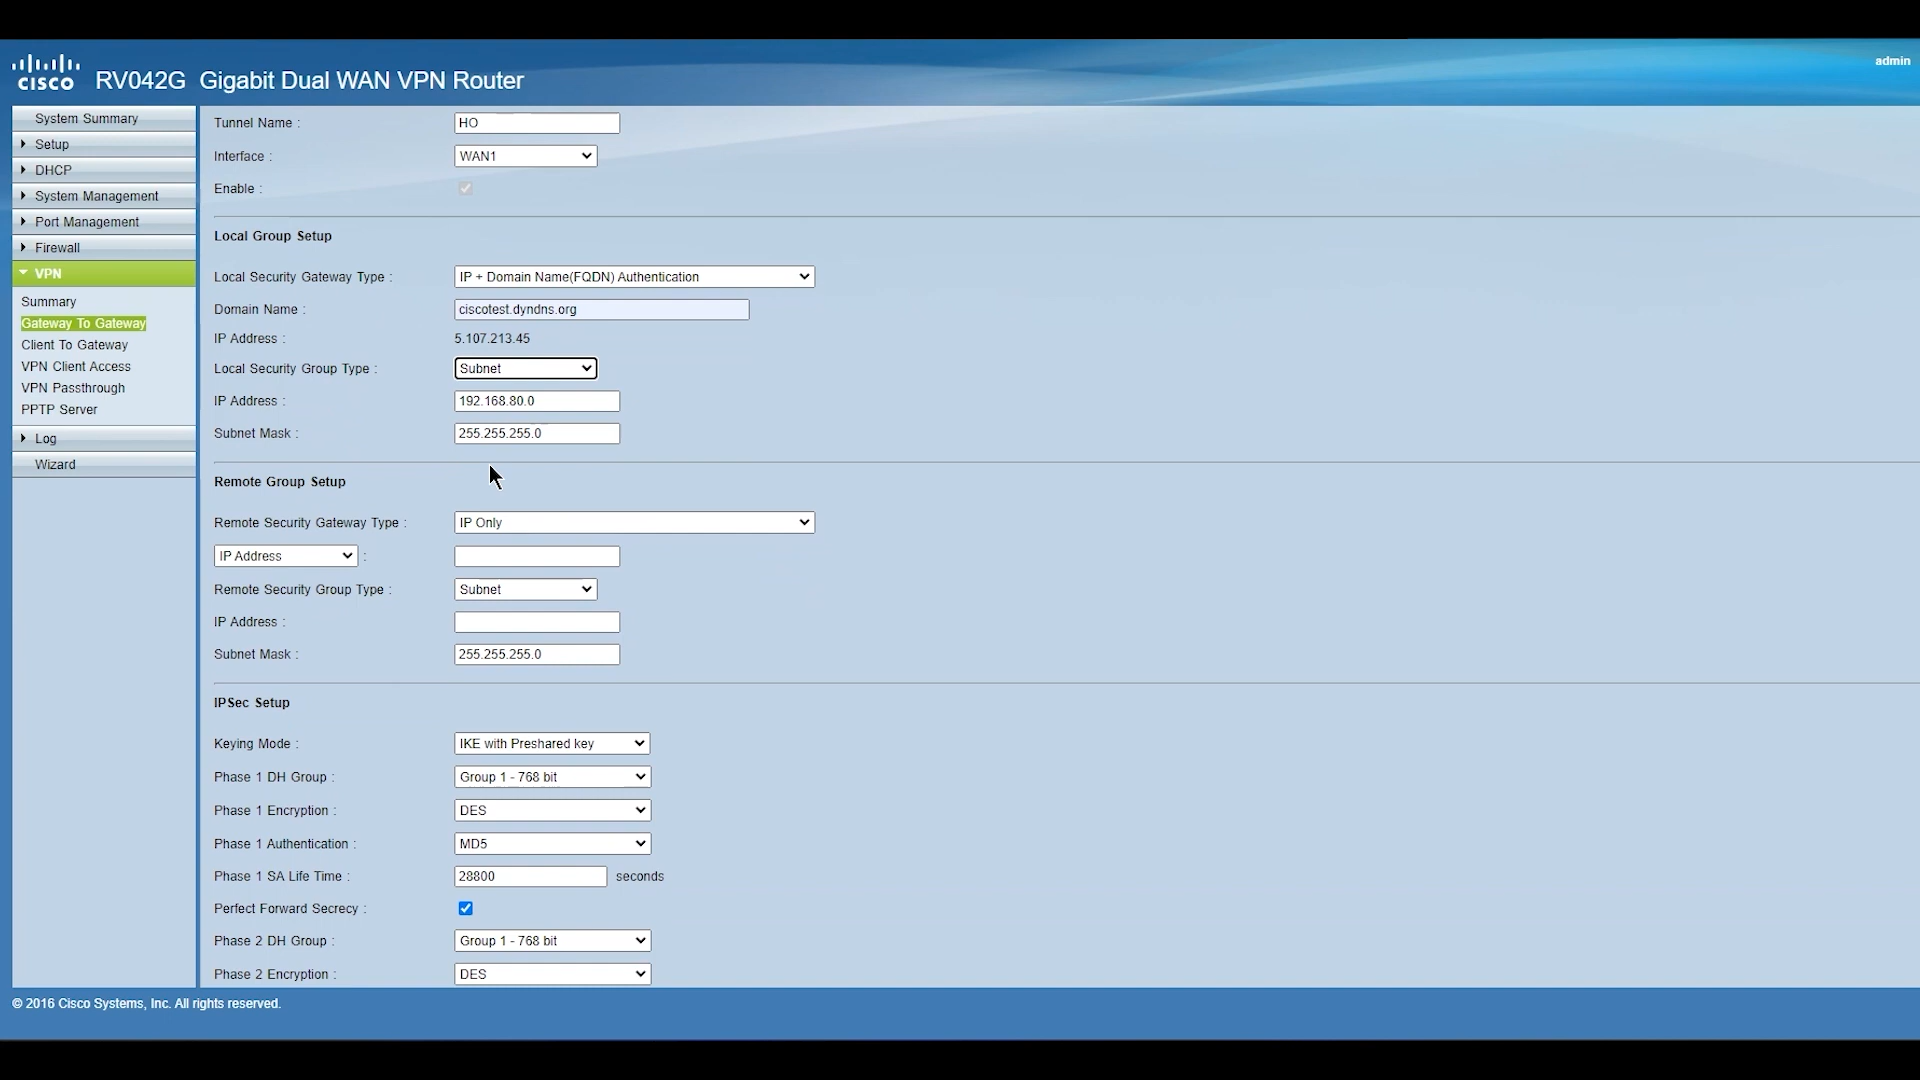 cisco RV042G Gigabit Dual WAN VPN Router
admin
System Summary
Setup
DHCP
System Management
Port Management
Firewall
VPN
Summary
Gateway To Gateway
Client To Gateway
VPN Client Access
VPN Passthrough
PPTP Server
Log
Wizard
Tunnel Name : HO
Interface : WAN1
Enable :
Local Group Setup
Local Security Gateway Type : IP + Domain Name(FQDN) Authentication
Domain Name : ciscotest.dyndns.org
IP Address : 5.107.213.45
Local Security Group Type : Subnet
IP Address : 192.168.80.0
Subnet Mask : 255.255.255.0
Remote Group Setup
Remote Security Gateway Type : IP Only
IP Address :
Remote Security Group Type : Subnet
IP Address :
Subnet Mask : 255.255.255.0
IPSec Setup
Keying Mode : IKE with Preshared key
Phase 1 DH Group : Group 1 - 768 bit
Phase 1 Encryption : DES
Phase 1 Authentication : MD5
Phase 1 SA Life Time : 28800 seconds
Perfect Forward Secrecy :
Phase 2 DH Group : Group 1 - 768 bit
Phase 2 Encryption : DES
© 2016 Cisco Systems, Inc. All rights reserved.